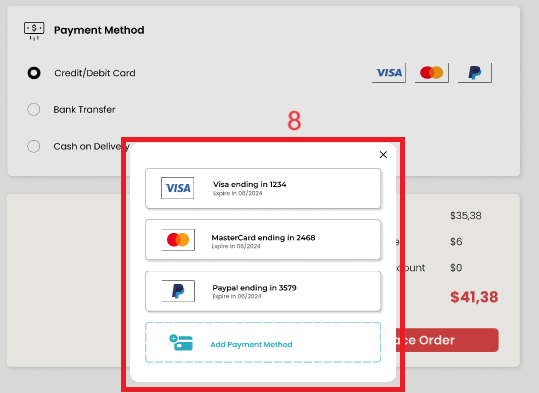 Payment Method
Credit/Debit Card
VISA
Bank Transfer
8
Cash on Delivery
VISA
Visa ending in 1234
Expire in 06/2024
MasterCard ending in 2468
Expire in 06/2024
Paypal ending in 3579
Expire in 06/2024
Add Payment Method
$35,38
$6
$0
$41,38
Order